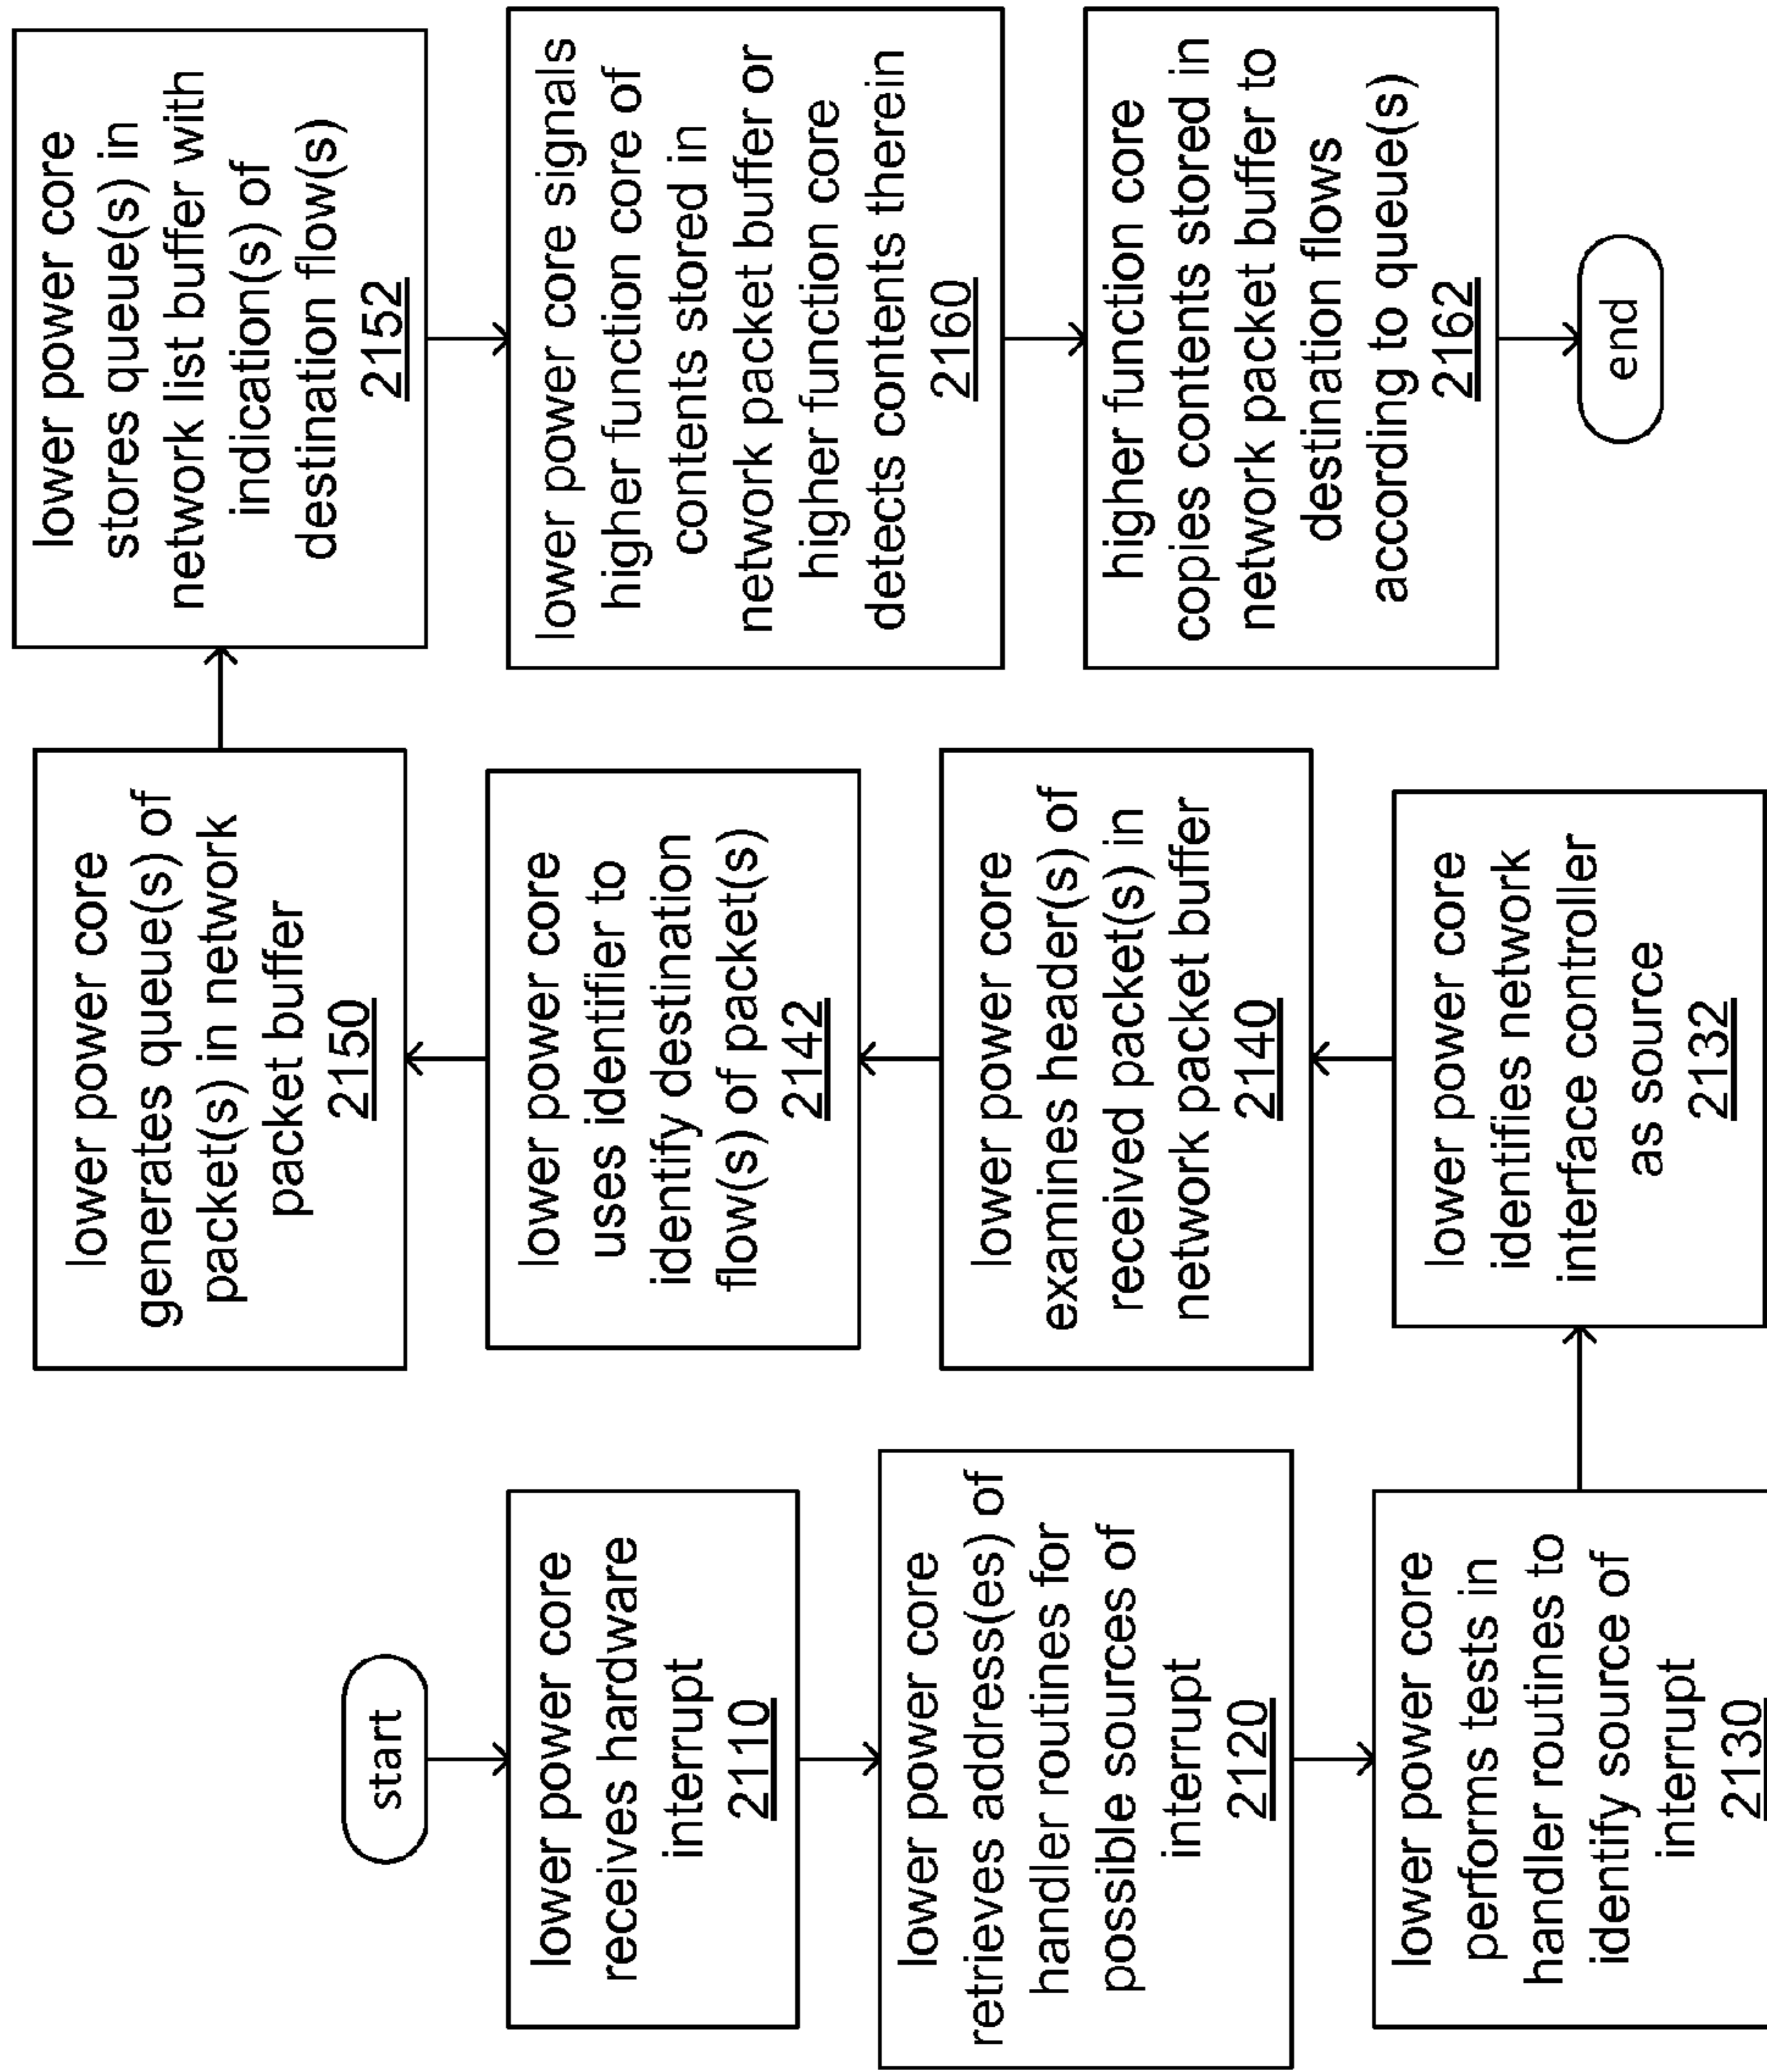 start
lower power core
receives hardware
interrupt
2110
lower power core
retrieves address(es) of
handler routines for
possible sources of
interrupt
2120
lower power core
performs tests in
handler routines to
identify source of
interrupt
2130
lower power core
identifies network
interface controller
as source
2132
lower power core
examines header(s) of
received packet(s) in
network packet buffer
2140
lower power core
uses identifier to
identify destination
flow(s) of packet(s)
2142
lower power core
generates queue(s) of
packet(s) in network
packet buffer
2150
lower power core
stores queue(s) in
network list buffer with
indication(s) of
destination flow(s)
2152
lower power core signals
higher function core of
contents stored in
network packet buffer or
higher function core
detects contents therein
2160
higher function core
copies contents stored in
network packet buffer to
destination flows
according to queue(s)
2162
end